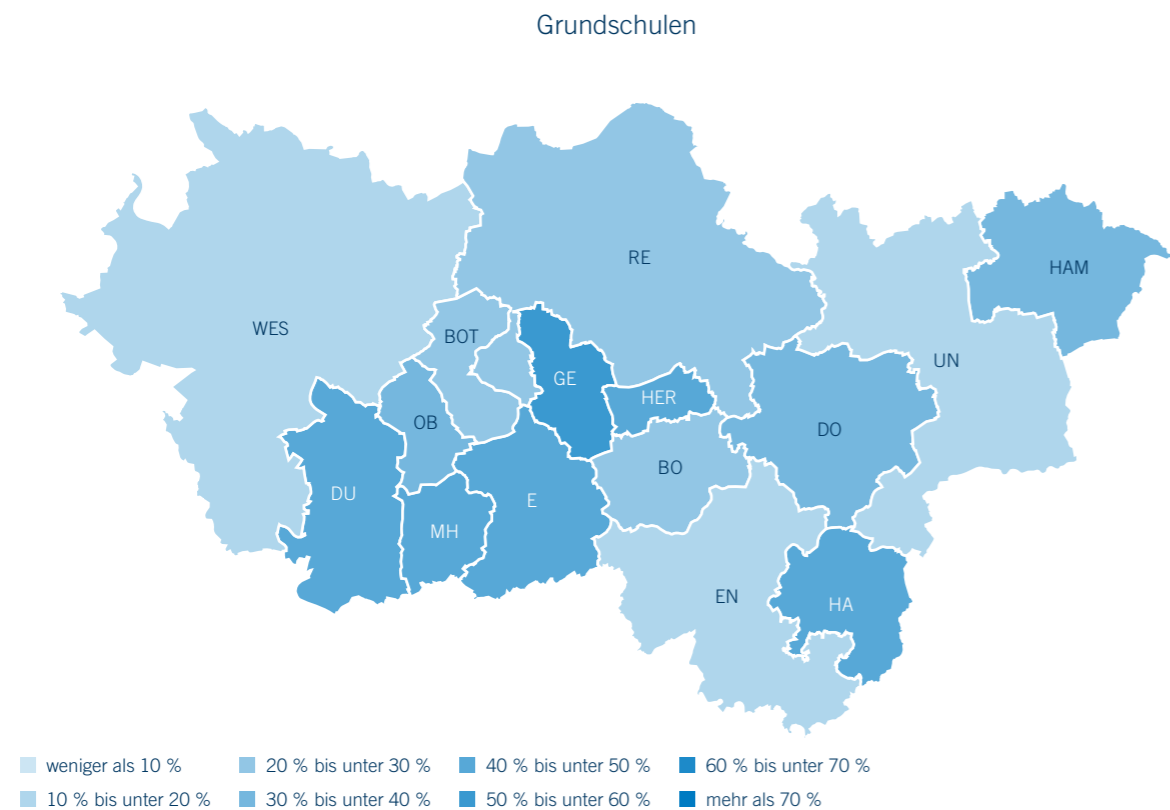 Grundschulen
RE
HAM
WES
BOT
UN
GE
HER
OB
DO
BO
DU
E
MH
EN
HA
weniger als 10 %
20 % bis unter 30 %
40 % bis unter 50 %
60 % bis unter 70 %
10 % bis unter 20 %
30 % bis unter 40 %
50 % bis unter 60 %
mehr als 70 %